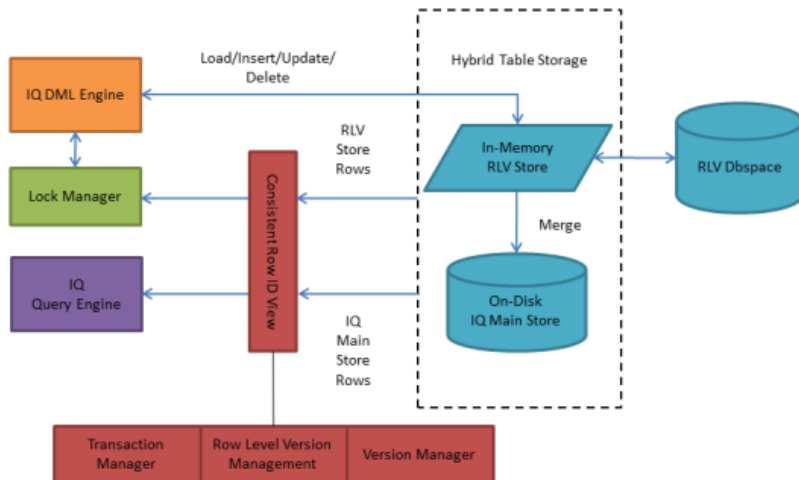 Load/Insert/Update/
Delete
Hybrid Table Storage
IQ DML Engine
In-Memory
RLV Store
RLV Dbspace
RLV
Store
Rows
Lock Manager
Consistent Row ID View
Merge
IQ
Query Engine
On-Disk
IQ Main Store
IQ
Main
Store
Rows
Transaction
Manager
Row Level Version
Management
Version Manager